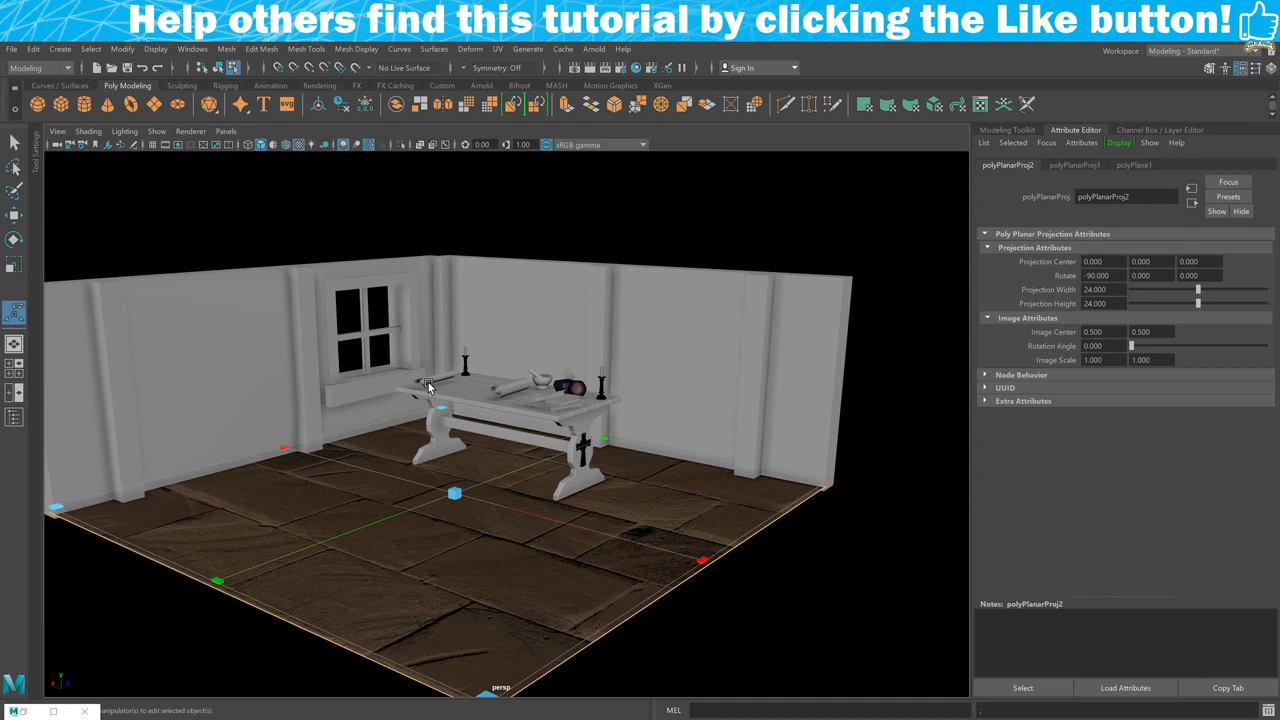 Help others find this tutorial by clicking the Like button!
File Edit Create Select Modify Display Windows Mesh Edit Mesh Mesh Tools Mesh Display Curves Surfaces Deform UV Generate Cache Arnold Help
Workspace : Modeling - Standard*
Modeling No Live Surface Symmetry: Off Sign In
Curves / Surfaces Poly Modeling Sculpting Rigging Animation Rendering FX FX Caching Custom Arnold Bifrost MASH Motion Graphics XGen
View Shading Lighting Show Renderer Panels
Modeling Toolkit Attribute Editor Channel Box / Layer Editor
0.00 1.00 sRGB gamma
List Selected Focus Attributes Display Show Help
Tool Settings
polyPlanarProj2 polyPlanarProj1 polyPlane1
polyPlanarProj: polyPlanarProj2
Focus
Presets
Show Hide
Poly Planar Projection Attributes
Projection Attributes
Projection Center 0.000 0.000 0.000
Rotate -90.000 0.000 0.000
Projection Width 24.000
Projection Height 24.000
Image Attributes
Image Center 0.500 0.500
Rotation Angle 0.000
Image Scale 1.000 1.000
Node Behavior
UUID
Extra Attributes
Notes: polyPlanarProj2
persp
Select Load Attributes Copy Tab
anipulator(s) to edit selected object(s).
MEL